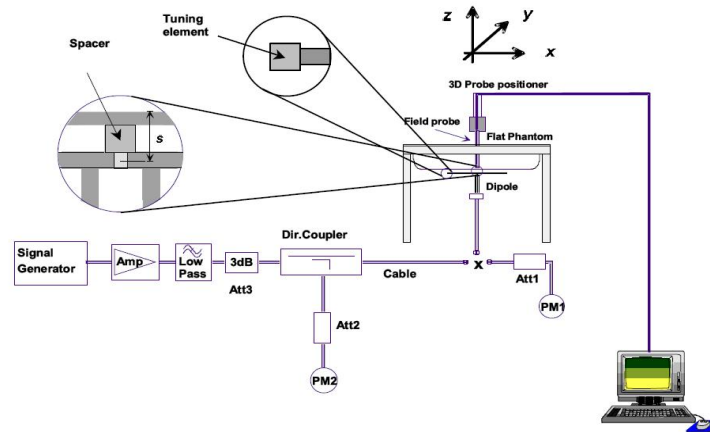 Tuning
element
Spacer
s
z
y
x
3D Probe positioner
Field probe
Flat Phantom
Dipole
Signal
Generator
Amp
Low
Pass
3dB
Att3
Dir.Coupler
Cable
x
Att1
PM1
Att2
PM2